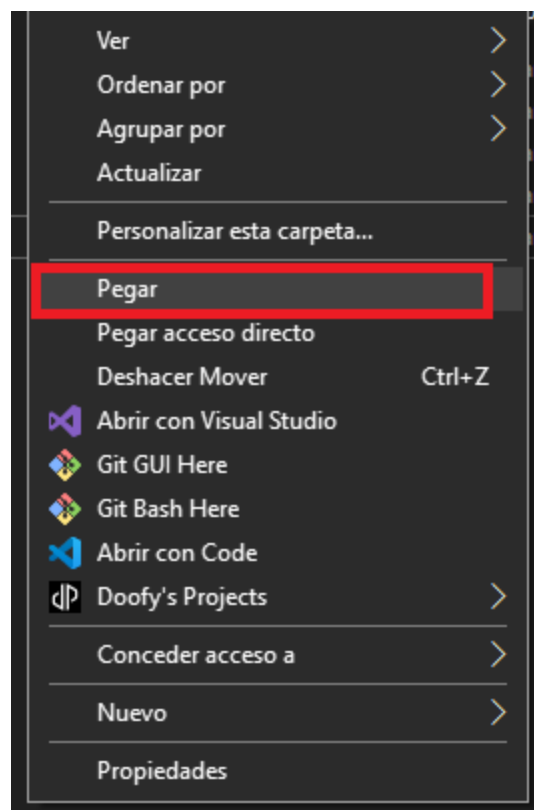 Ver
Ordenar por
Agrupar por
Actualizar
Personalizar esta carpeta...
Pegar
Pegar acceso directo
Deshacer Mover Ctrl+Z
Abrir con Visual Studio
Git GUI Here
Git Bash Here
Abrir con Code
Doofy's Projects
Conceder acceso a
Nuevo
Propiedades